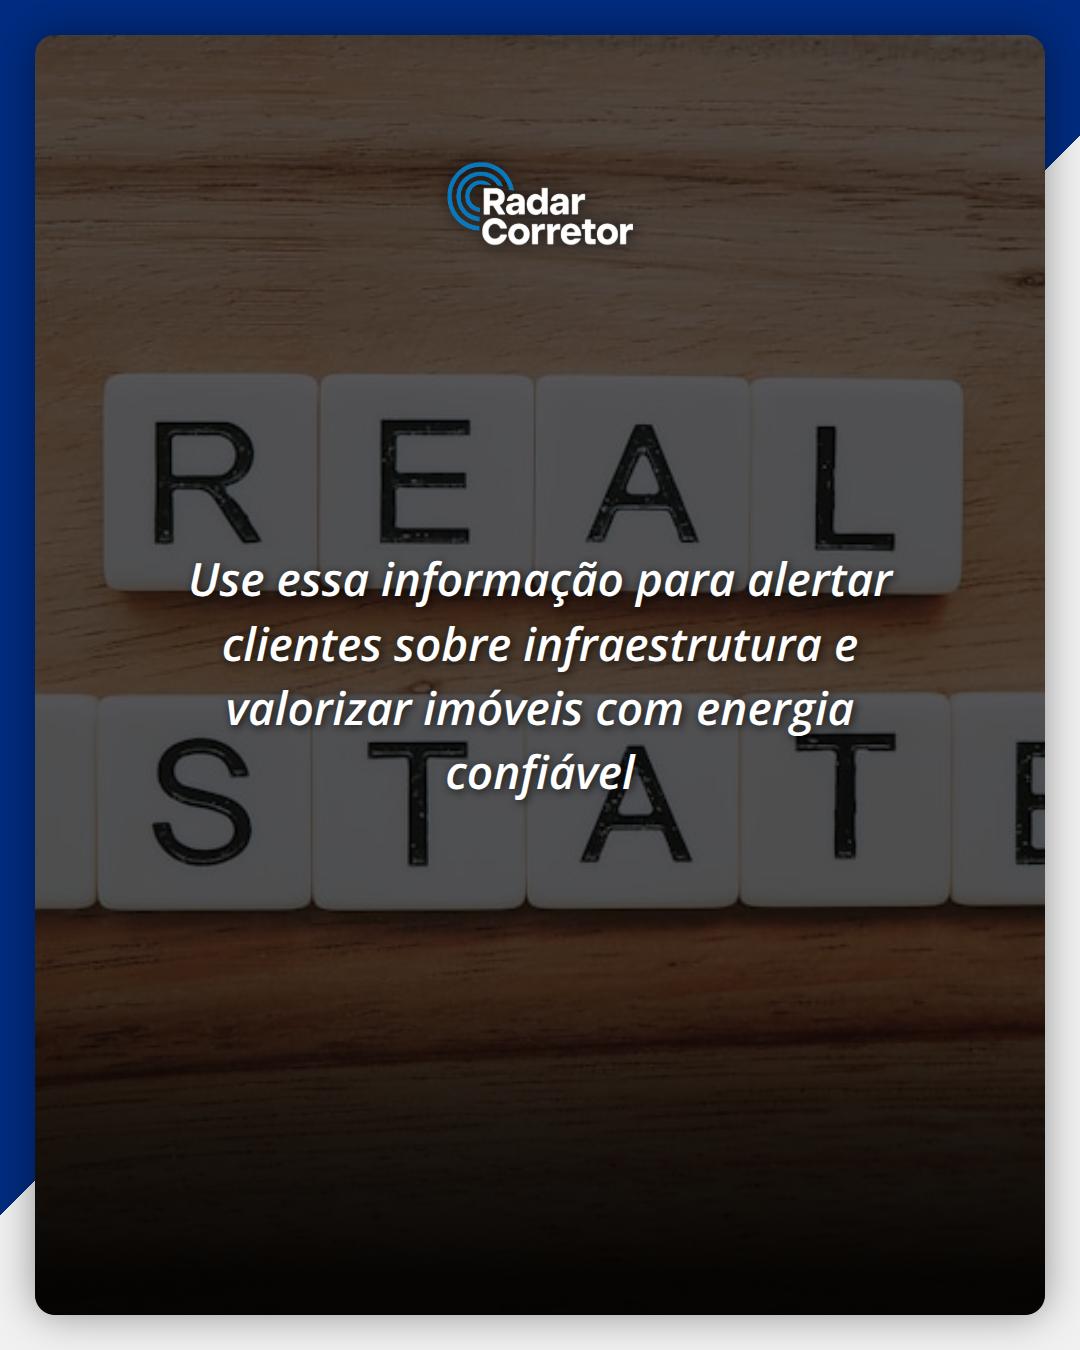 Radar
Corretor
REAL
Use essa informação para alertar
clientes sobre infraestrutura e
valorizar imóveis com energia
confiável
STATE